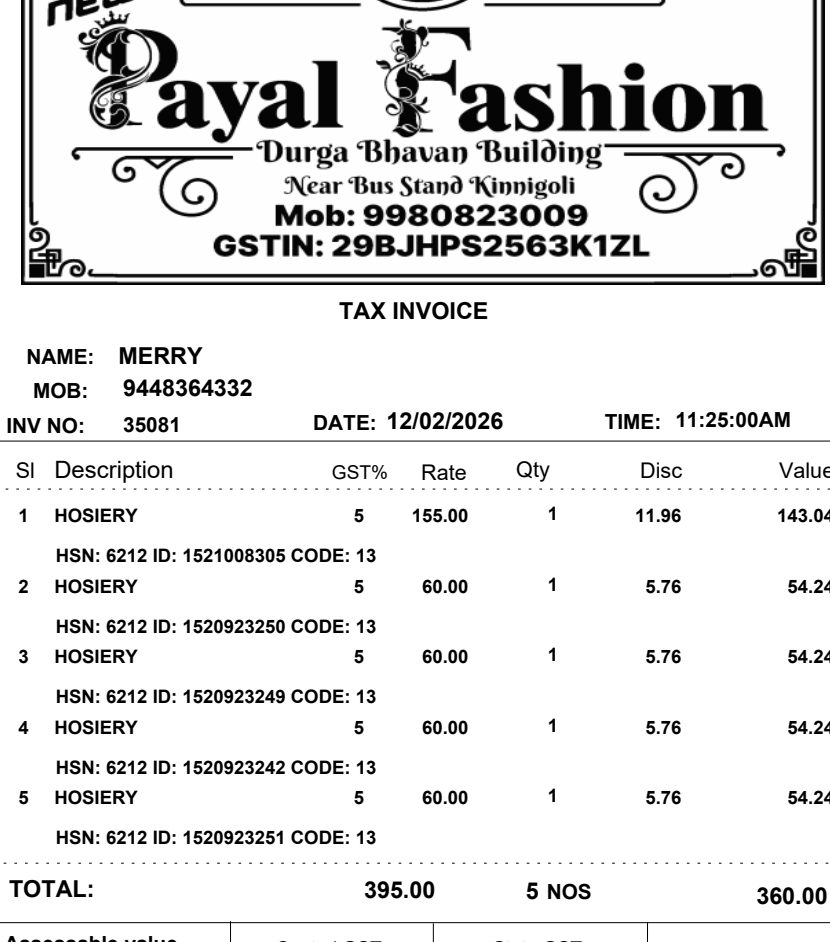 new
Payal Fashion
Durga Bhavan Building
Near Bus Stand Kinnigoli
Mob: 9980823009
GSTIN: 29BJHPS2563K1ZL
TAX INVOICE
NAME: MERRY
MOB: 9448364332
INV NO: 35081 DATE: 12/02/2026 TIME: 11:25:00AM
Sl Description GST% Rate Qty Disc Value
1 HOSIERY 5 155.00 1 11.96 143.04
HSN: 6212 ID: 1521008305 CODE: 13
2 HOSIERY 5 60.00 1 5.76 54.24
HSN: 6212 ID: 1520923250 CODE: 13
3 HOSIERY 5 60.00 1 5.76 54.24
HSN: 6212 ID: 1520923249 CODE: 13
4 HOSIERY 5 60.00 1 5.76 54.24
HSN: 6212 ID: 1520923242 CODE: 13
5 HOSIERY 5 60.00 1 5.76 54.24
HSN: 6212 ID: 1520923251 CODE: 13
TOTAL: 395.00 5 NOS 360.00